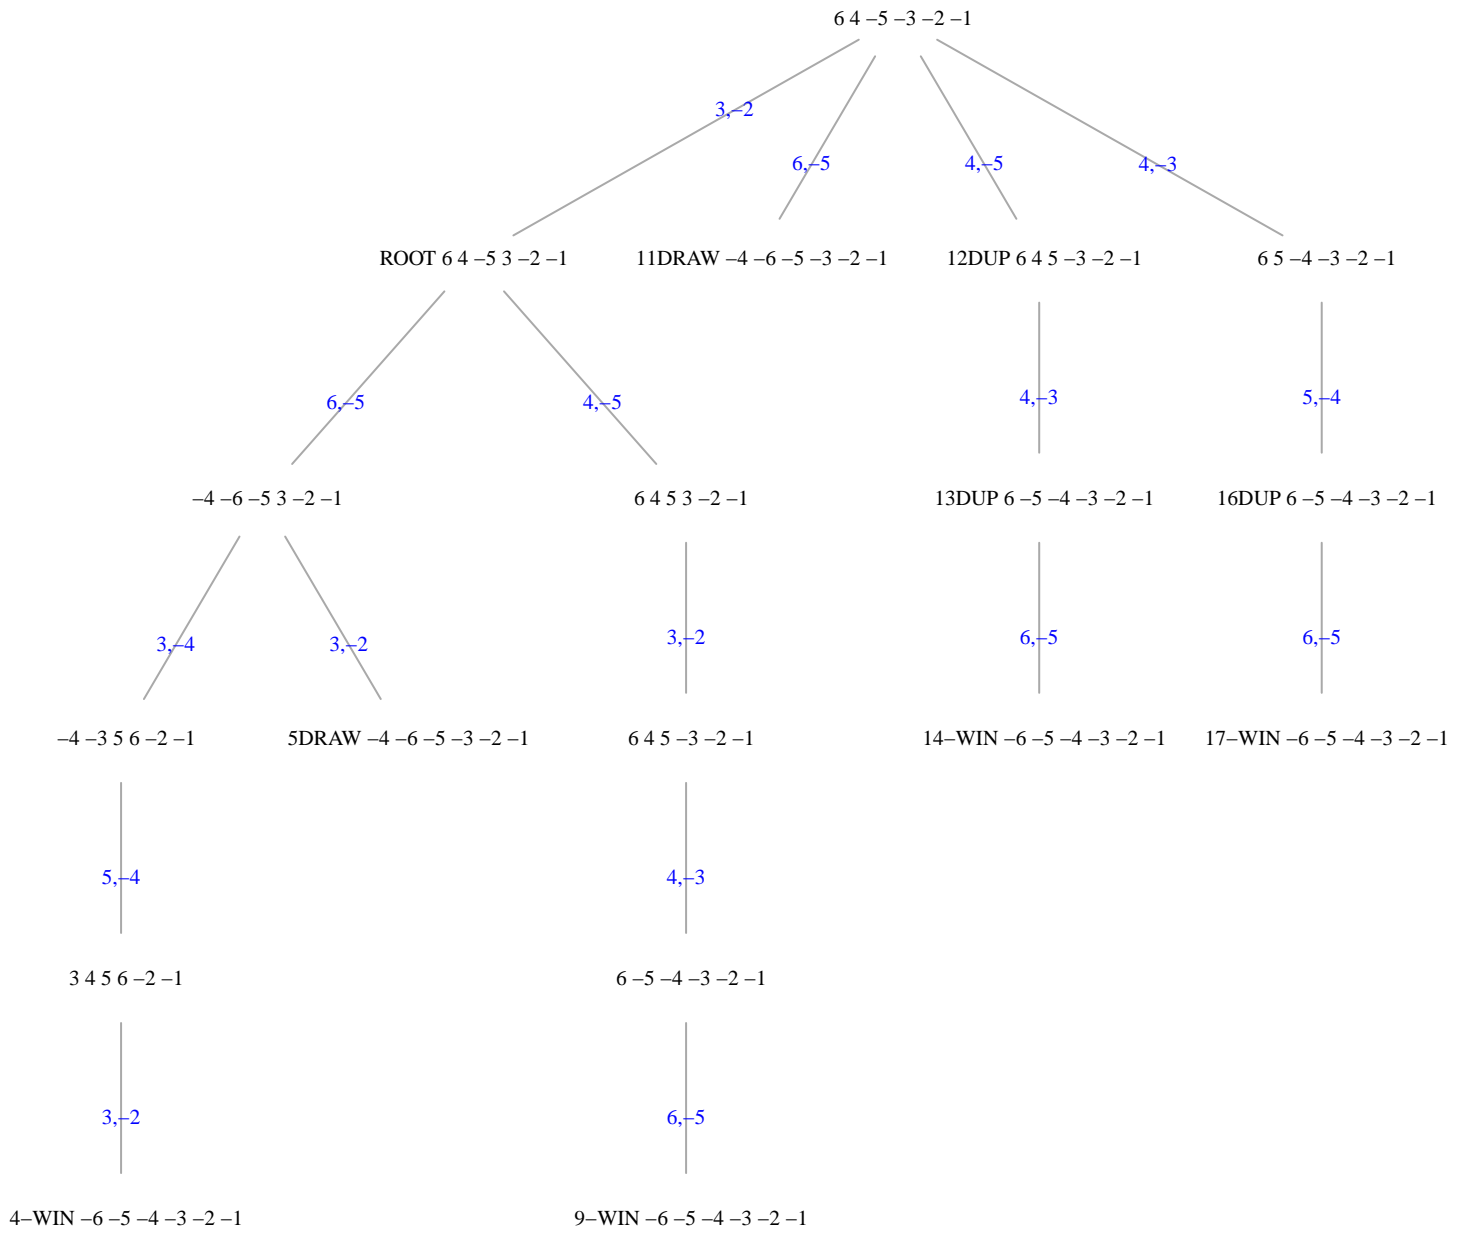 6 4 –5 –3 –2 –1
3,–2
6,–5
4,–5
4,–3
ROOT 6 4 –5 3 –2 –1
11DRAW –4 –6 –5 –3 –2 –1
12DUP 6 4 5 –3 –2 –1
6 5 –4 –3 –2 –1
6,–5
4,–5
4,–3
5,–4
–4 –6 –5 3 –2 –1
6 4 5 3 –2 –1
13DUP 6 –5 –4 –3 –2 –1
16DUP 6 –5 –4 –3 –2 –1
3,–4
3,–2
3,–2
6,–5
6,–5
–4 –3 5 6 –2 –1
5DRAW –4 –6 –5 –3 –2 –1
6 4 5 –3 –2 –1
14–WIN –6 –5 –4 –3 –2 –1
17–WIN –6 –5 –4 –3 –2 –1
5,–4
4,–3
3 4 5 6 –2 –1
6 –5 –4 –3 –2 –1
3,–2
6,–5
4–WIN –6 –5 –4 –3 –2 –1
9–WIN –6 –5 –4 –3 –2 –1